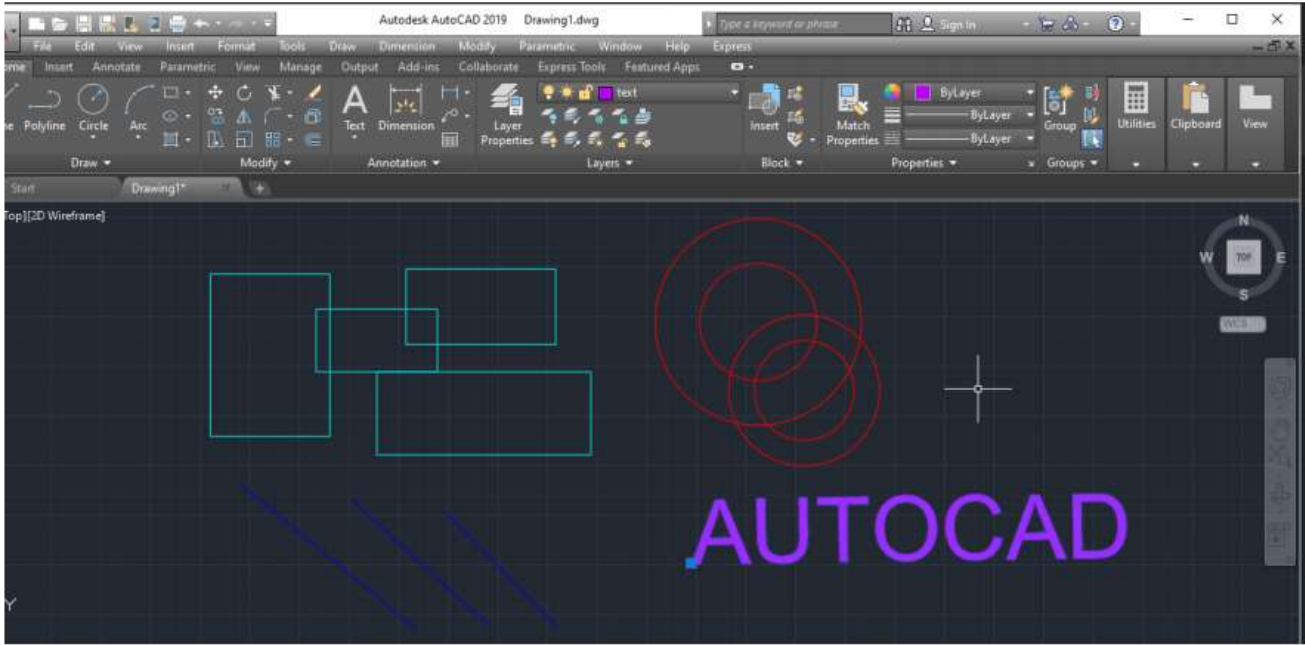 Autodesk AutoCAD 2019 Drawing1.dwg Type a keyword or phrase Sign In
File Edit View Insert Format Tools Draw Dimension Modify Parametric Window Help Express
ome Insert Annotate Parametric View Manage Output Add-ins Collaborate Express Tools Featured Apps
text ByLayer
ByLayer
ByLayer
e Polyline Circle Arc Text Dimension Layer Properties Insert Match Properties Group Utilities Clipboard View
Draw Modify Annotation Layers Block Properties Groups
Start Drawing1*
Top][2D Wireframe]
N
W TOP E
S
WCS
AUTOCAD
Y